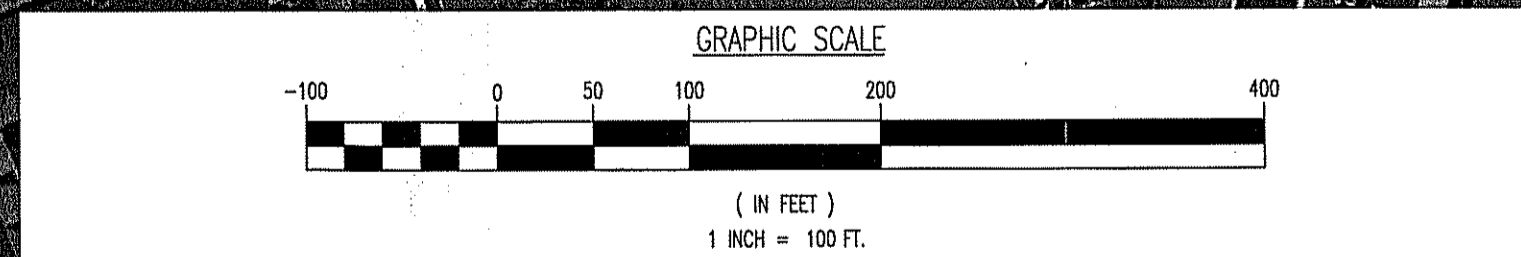 GRAPHIC SCALE
-100 0 50 100 200 400
( IN FEET )
1 INCH = 100 FT.